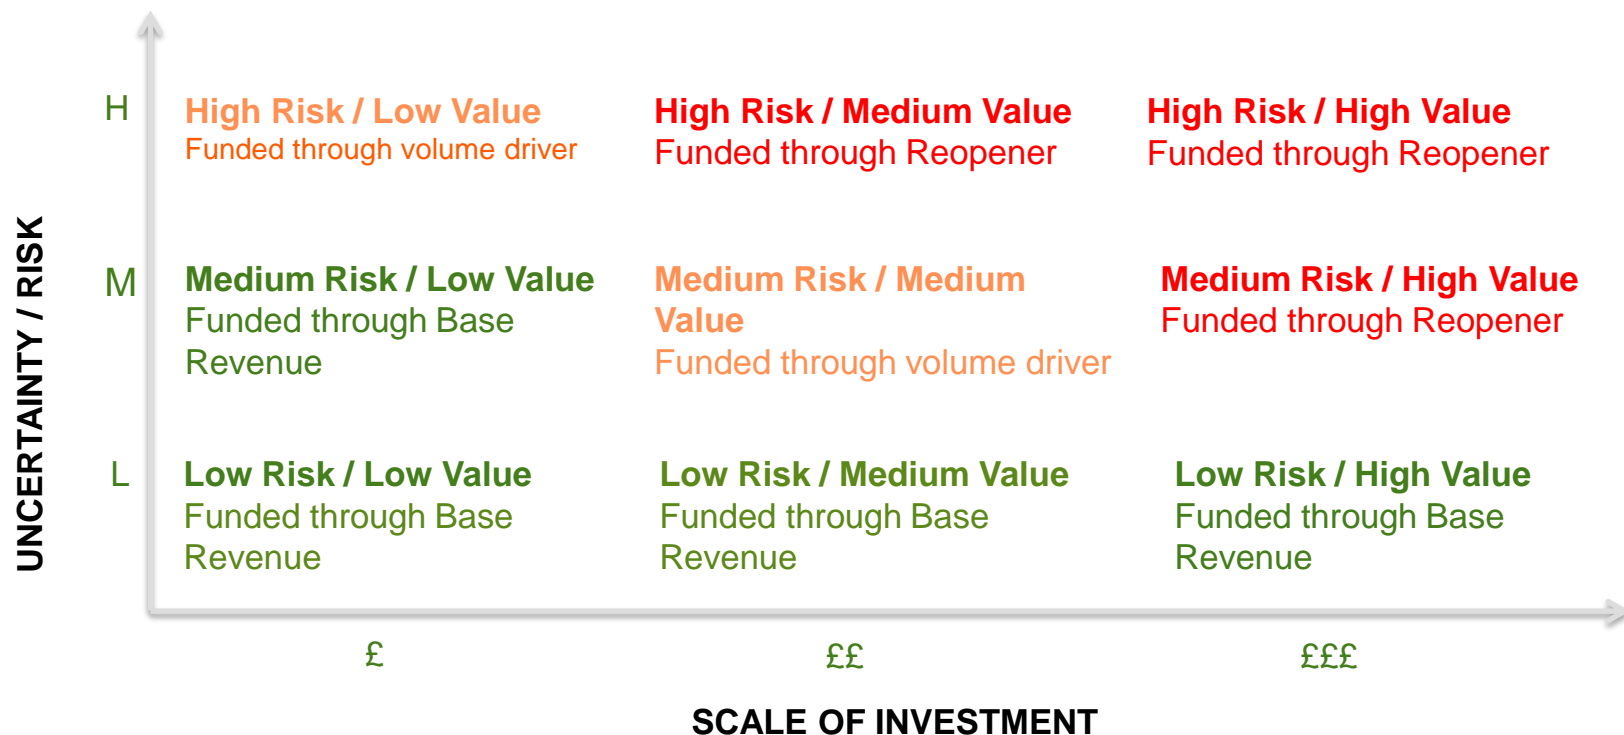 H
High Risk / Low Value
Funded through volume driver
High Risk / Medium Value
Funded through Reopener
High Risk / High Value
Funded through Reopener
UNCERTAINTY / RISK
M
Medium Risk / Low Value
Funded through Base
Revenue
Medium Risk / Medium
Value
Funded through volume driver
Medium Risk / High Value
Funded through Reopener
L
Low Risk / Low Value
Funded through Base
Revenue
Low Risk / Medium Value
Funded through Base
Revenue
Low Risk / High Value
Funded through Base
Revenue
£
££
£££
SCALE OF INVESTMENT